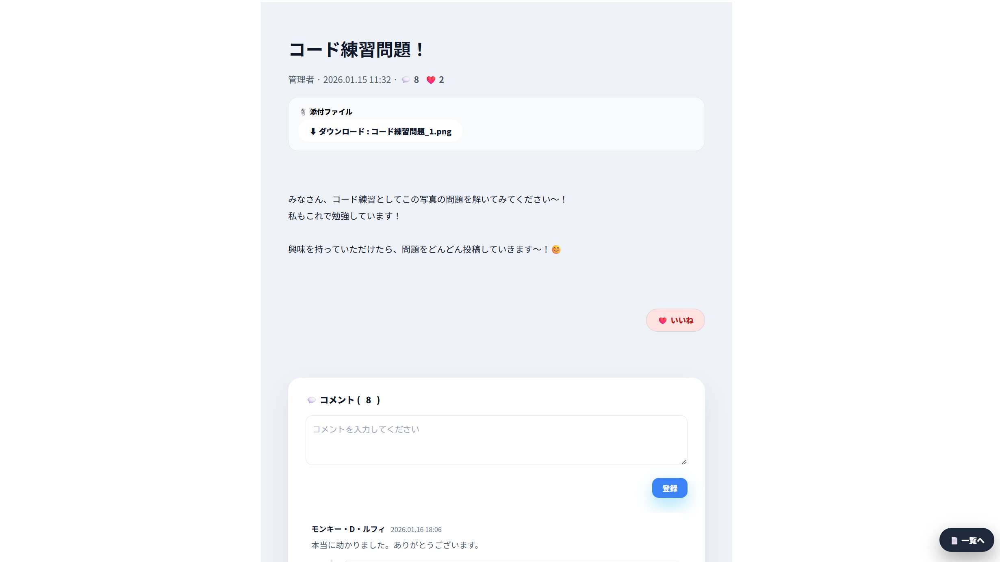 コード練習問題！
管理者 · 2026.01.15 11:32 · 💬 8 ❤️ 2
📎 添付ファイル
⬇ ダウンロード : コード練習問題_1.png
みなさん、コード練習としてこの写真の問題を解いてみてください〜！
私もこれで勉強しています！
興味を持っていただけたら、問題をどんどん投稿していきます〜！😊
❤️ いいね
💬 コメント ( 8 )
コメントを入力してください
登録
モンキー・D・ルフィ 2026.01.16 18:06
本当に助かりました。ありがとうございます。
📄 一覧へ